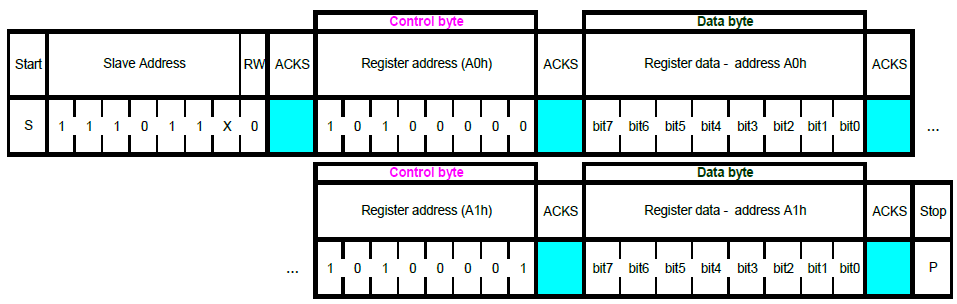 Control byte Data byte
Start Slave Address RW ACKS Register address (A0h) ACKS Register data - address A0h ACKS
S 1 1 1 0 1 1 X 0 1 0 1 0 0 0 0 0 bit7 bit6 bit5 bit4 bit3 bit2 bit1 bit0 ...
Control byte Data byte
Register address (A1h) ACKS Register data - address A1h ACKS Stop
... 1 0 1 0 0 0 0 1 bit7 bit6 bit5 bit4 bit3 bit2 bit1 bit0 P